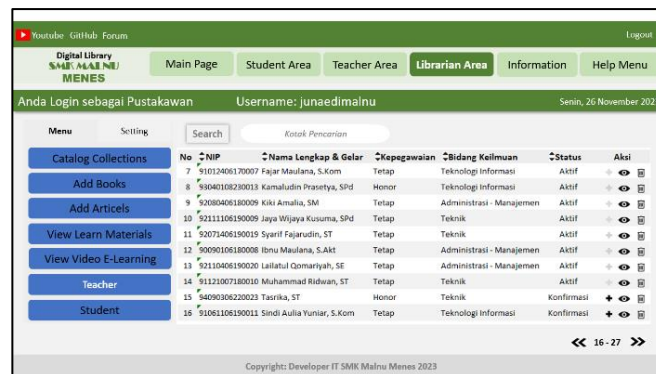 Youtube GitHub Forum Logout
Digital Library
SMK MALNU
MENES
Main Page Student Area Teacher Area Librarian Area Information Help Menu
Anda Login sebagai Pustakawan Username: junaedimalnu Senin, 26 November 202
Menu Setting Search Kotak Pencarian
Catalog Collections
Add Books
Add Articels
View Learn Materials
View Video E-Learning
Teacher
Student
No NIP Nama Lengkap & Gelar Kepegawaian Bidang Keilmuan Status Aksi
7 91012406170007 Fajar Maulana, S.Kom Tetap Teknologi Informasi Aktif
8 93040108230013 Kamaludin Prasetya, SPd Honor Teknologi Informasi Aktif
9 92080406180009 Kiki Amalia, SM Tetap Administrasi - Manajemen Aktif
10 92111106190009 Jaya Wijaya Kusuma, SPd Tetap Teknik Aktif
11 92071406190019 Syarif Fajarudin, ST Tetap Teknik Aktif
12 90090106180008 Ibnu Maulana, S.Akt Tetap Administrasi - Manajemen Aktif
13 92110406190020 Lailatul Qomariyah, SE Tetap Administrasi - Manajemen Aktif
14 91121007180010 Muhammad Ridwan, ST Tetap Teknik Aktif
15 94090306220023 Tasrika, ST Honor Teknik Konfirmasi
16 91061106190011 Sindi Aulia Yuniar, S.Kom Tetap Teknologi Informasi Konfirmasi
16 - 27
Copyright: Developer IT SMK Malnu Menes 2023